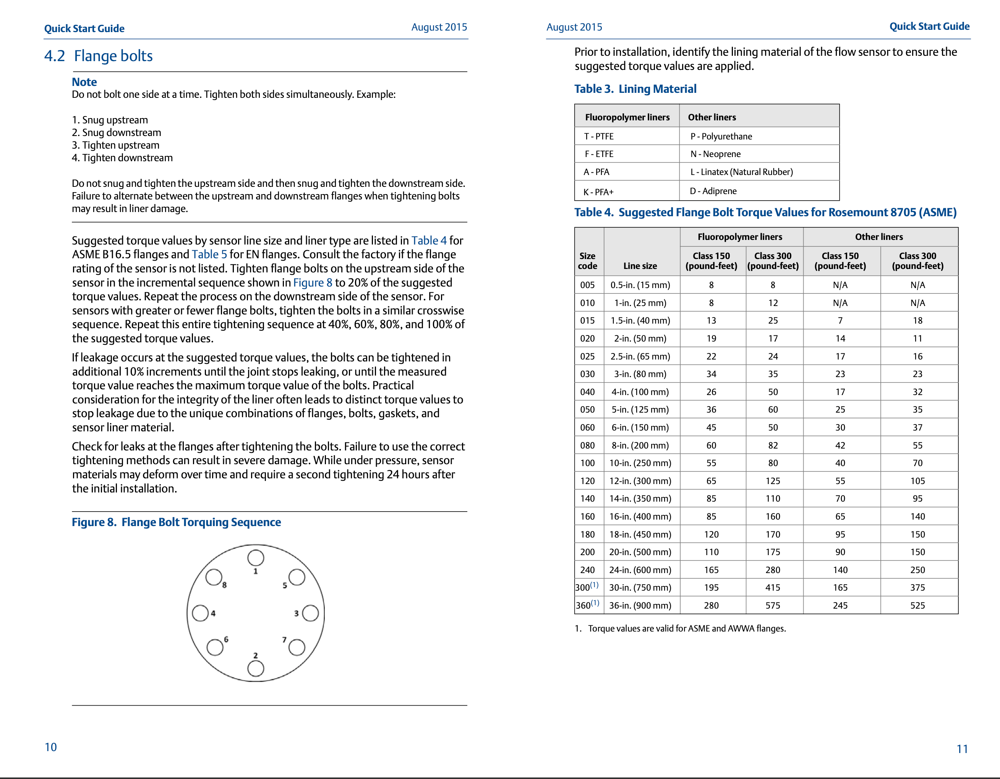 Quick Start Guide
August 2015
4.2 Flange bolts
Note
Do not bolt one side at a time. Tighten both sides simultaneously. Example:
1. Snug upstream
2. Snug downstream
3. Tighten upstream
4. Tighten downstream
Do not snug and tighten the upstream side and then snug and tighten the downstream side.
Failure to alternate between the upstream and downstream flanges when tightening bolts
may result in liner damage.
Suggested torque values by sensor line size and liner type are listed in Table 4 for
ASME B16.5 flanges and Table 5 for EN flanges. Consult the factory if the flange
rating of the sensor is not listed. Tighten flange bolts on the upstream side of the
sensor in the incremental sequence shown in Figure 8 to 20% of the suggested
torque values. Repeat the process on the downstream side of the sensor. For
sensors with greater or fewer flange bolts, tighten the bolts in a similar crosswise
sequence. Repeat this entire tightening sequence at 40%, 60%, 80%, and 100% of
the suggested torque values.
If leakage occurs at the suggested torque values, the bolts can be tightened in
additional 10% increments until the joint stops leaking, or until the measured
torque value reaches the maximum torque value of the bolts. Practical
consideration for the integrity of the liner often leads to distinct torque values to
stop leakage due to the unique combinations of flanges, bolts, gaskets, and
sensor liner material.
Check for leaks at the flanges after tightening the bolts. Failure to use the correct
tightening methods can result in severe damage. While under pressure, sensor
materials may deform over time and require a second tightening 24 hours after
the initial installation.
Figure 8. Flange Bolt Torquing Sequence
1
8 5
4 3
6 7
2
10
August 2015
Quick Start Guide
Prior to installation, identify the lining material of the flow sensor to ensure the
suggested torque values are applied.
Table 3. Lining Material
Fluoropolymer liners Other liners
T - PTFE P - Polyurethane
F - ETFE N - Neoprene
A - PFA L - Linatex (Natural Rubber)
K - PFA+ D - Adiprene
Table 4. Suggested Flange Bolt Torque Values for Rosemount 8705 (ASME)
Fluoropolymer liners Other liners
Size code Line size Class 150 (pound-feet) Class 300 (pound-feet) Class 150 (pound-feet) Class 300 (pound-feet)
005 0.5-in. (15 mm) 8 8 N/A N/A
010 1-in. (25 mm) 8 12 N/A N/A
015 1.5-in. (40 mm) 13 25 7 18
020 2-in. (50 mm) 19 17 14 11
025 2.5-in. (65 mm) 22 24 17 16
030 3-in. (80 mm) 34 35 23 23
040 4-in. (100 mm) 26 50 17 32
050 5-in. (125 mm) 36 60 25 35
060 6-in. (150 mm) 45 50 30 37
080 8-in. (200 mm) 60 82 42 55
100 10-in. (250 mm) 55 80 40 70
120 12-in. (300 mm) 65 125 55 105
140 14-in. (350 mm) 85 110 70 95
160 16-in. (400 mm) 85 160 65 140
180 18-in. (450 mm) 120 170 95 150
200 20-in. (500 mm) 110 175 90 150
240 24-in. (600 mm) 165 280 140 250
300(1) 30-in. (750 mm) 195 415 165 375
360(1) 36-in. (900 mm) 280 575 245 525
1. Torque values are valid for ASME and AWWA flanges.
11